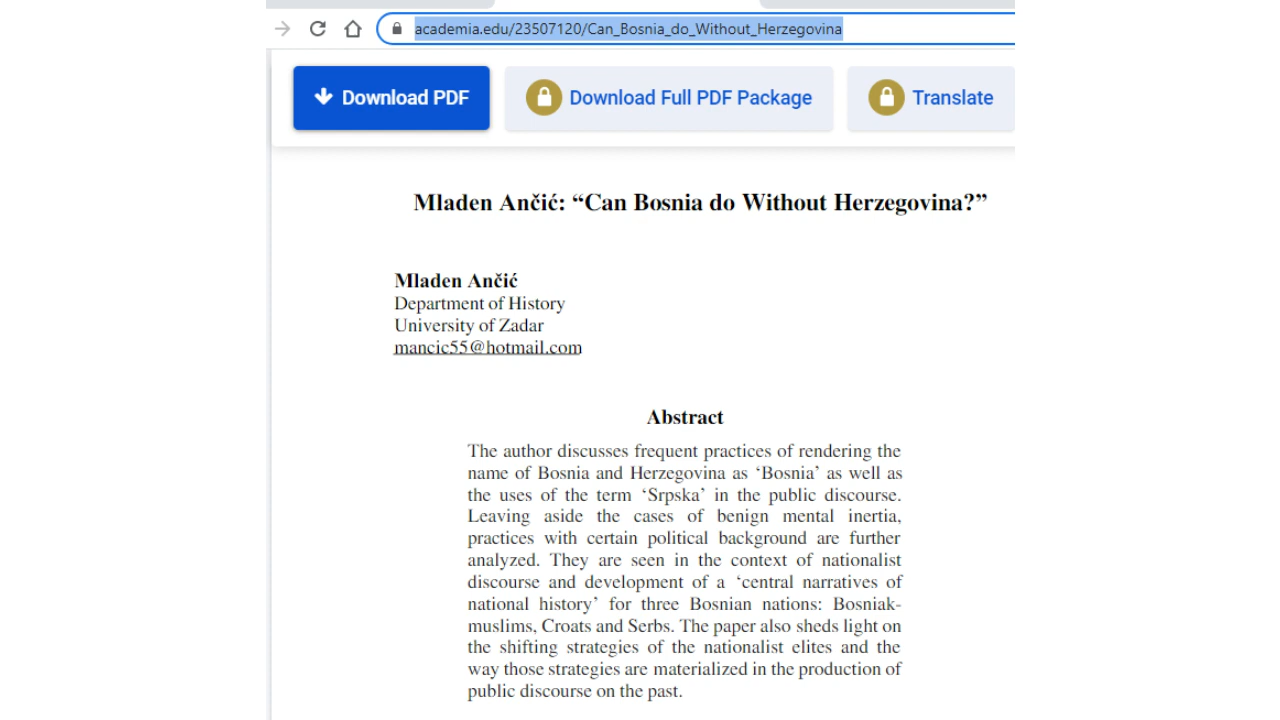 academia.edu/23507120/Can_Bosnia_do_Without_Herzegovina
Download PDF
Download Full PDF Package
Translate
Mladen Ančić: “Can Bosnia do Without Herzegovina?”
Mladen Ančić
Department of History
University of Zadar
mancic55@hotmail.com
Abstract
The author discusses frequent practices of rendering the
name of Bosnia and Herzegovina as ‘Bosnia’ as well as
the uses of the term ‘Srpska’ in the public discourse.
Leaving aside the cases of benign mental inertia,
practices with certain political background are further
analyzed. They are seen in the context of nationalist
discourse and development of a ‘central narratives of
national history’ for three Bosnian nations: Bosniak-
muslims, Croats and Serbs. The paper also sheds light on
the shifting strategies of the nationalist elites and the
way those strategies are materialized in the production of
public discourse on the past.